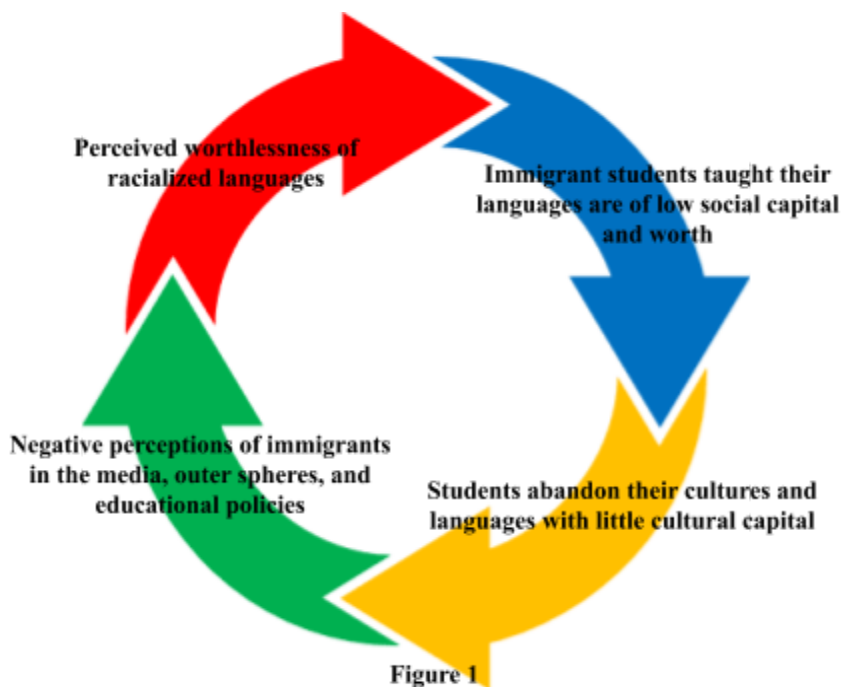 Perceived worthlessness of
racialized languages
Immigrant students taught their
languages are of low social capital
and worth
Students abandon their cultures and
languages with little cultural capital
Negative perceptions of immigrants
in the media, outer spheres, and
educational policies
Figure 1